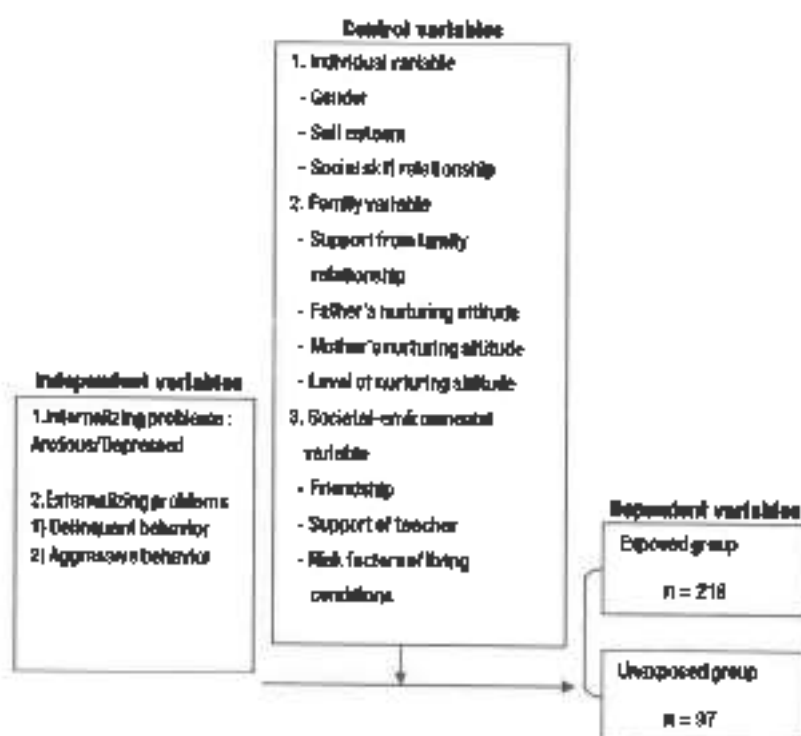 Control variables
1. Individual variable
- Gender
- Self esteem
- Social skill relationship
2. Family variable
- Support from family
relationship
- Father's nurturing attitude
- Mother's nurturing attitude
- Level of nurturing attitude
3. Societal-environmental
variable
- Friendship
- Support of teacher
- Risk factors of living
conditions
Independent variables
1.Internalizing problems :
Anxious/Depressed
2.Externalizing problems
1) Delinquent behavior
2) Aggressive behavior
Dependent variables
Exposed group
n = 218
Unexposed group
n = 97